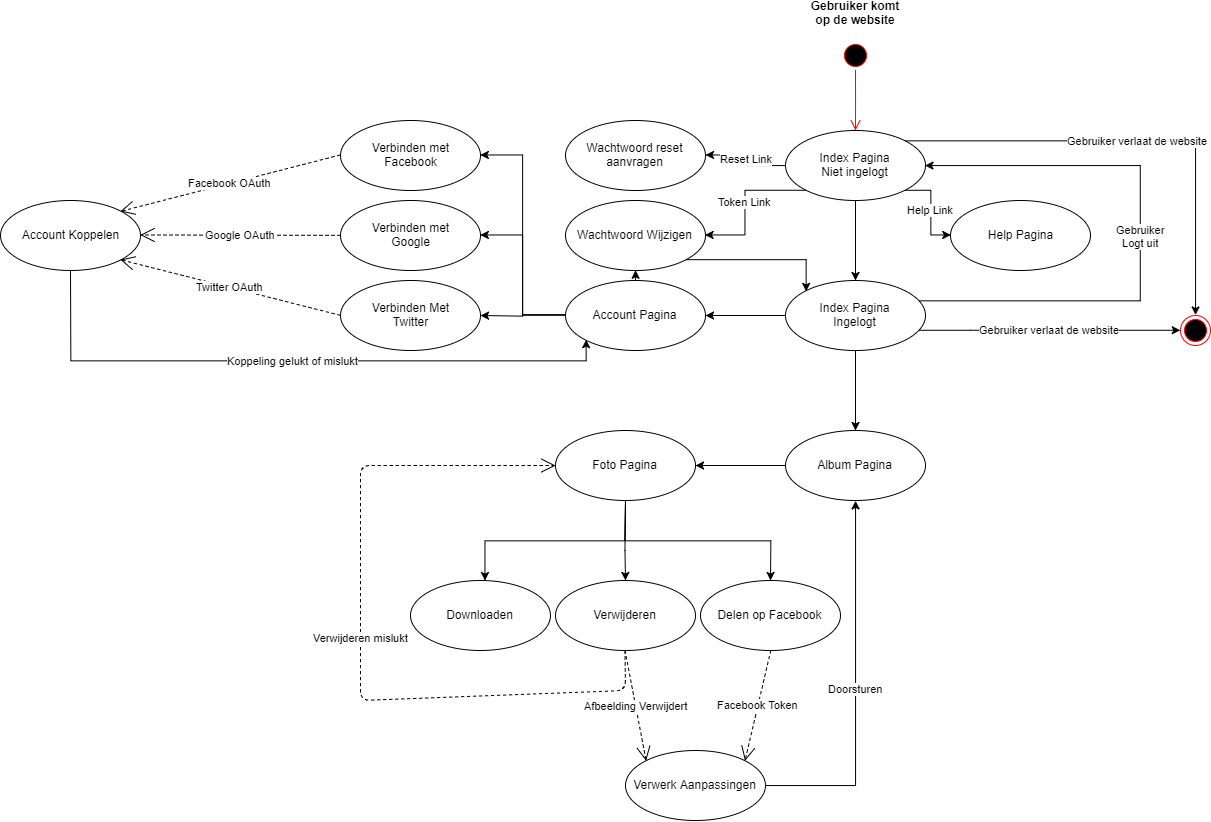 Gebruiker komt
op de website
Gebruiker verlaat de website
Verbinden met
Facebook
Wachtwoord reset
aanvragen
Reset Link
Index Pagina
Niet ingelogt
Facebook OAuth
Token Link
Help Link
Account Koppelen
Google OAuth
Verbinden met
Google
Wachtwoord Wijzigen
Help Pagina
Gebruiker
Logt uit
Twitter OAuth
Verbinden Met
Twitter
Account Pagina
Index Pagina
Ingelogt
Gebruiker verlaat de website
Koppeling gelukt of mislukt
Foto Pagina
Album Pagina
Downloaden
Verwijderen
Delen op Facebook
Verwijderen mislukt
Doorsturen
Afbeelding Verwijdert
Facebook Token
Verwerk Aanpassingen